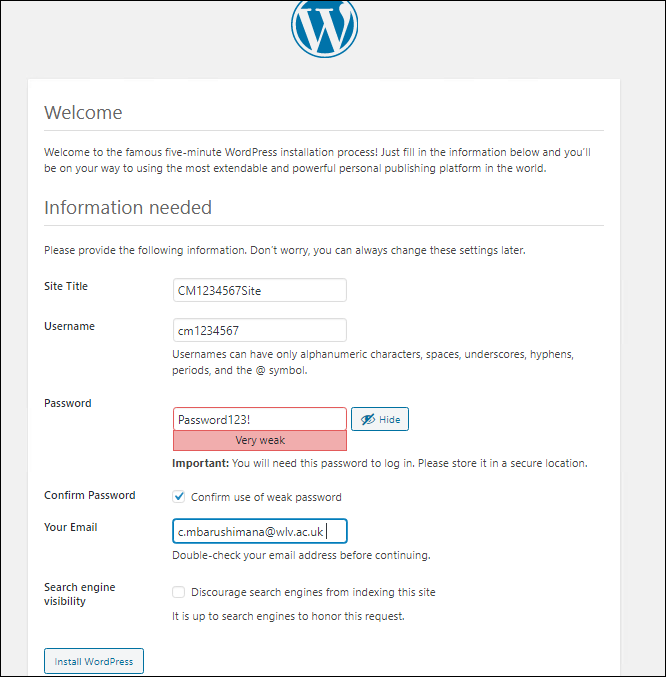 Welcome
Welcome to the famous five-minute WordPress installation process! Just fill in the information below and you'll
be on your way to using the most extendable and powerful personal publishing platform in the world.
Information needed
Please provide the following information. Don't worry, you can always change these settings later.
Site Title
CM1234567Site
Username
cm1234567
Usernames can have only alphanumeric characters, spaces, underscores, hyphens,
periods, and the @ symbol.
Password
Password123!
Hide
Very weak
Important: You will need this password to log in. Please store it in a secure location.
Confirm Password
Confirm use of weak password
Your Email
c.mbarushimana@wlv.ac.uk
Double-check your email address before continuing.
Search engine
visibility
Discourage search engines from indexing this site
It is up to search engines to honor this request.
Install WordPress